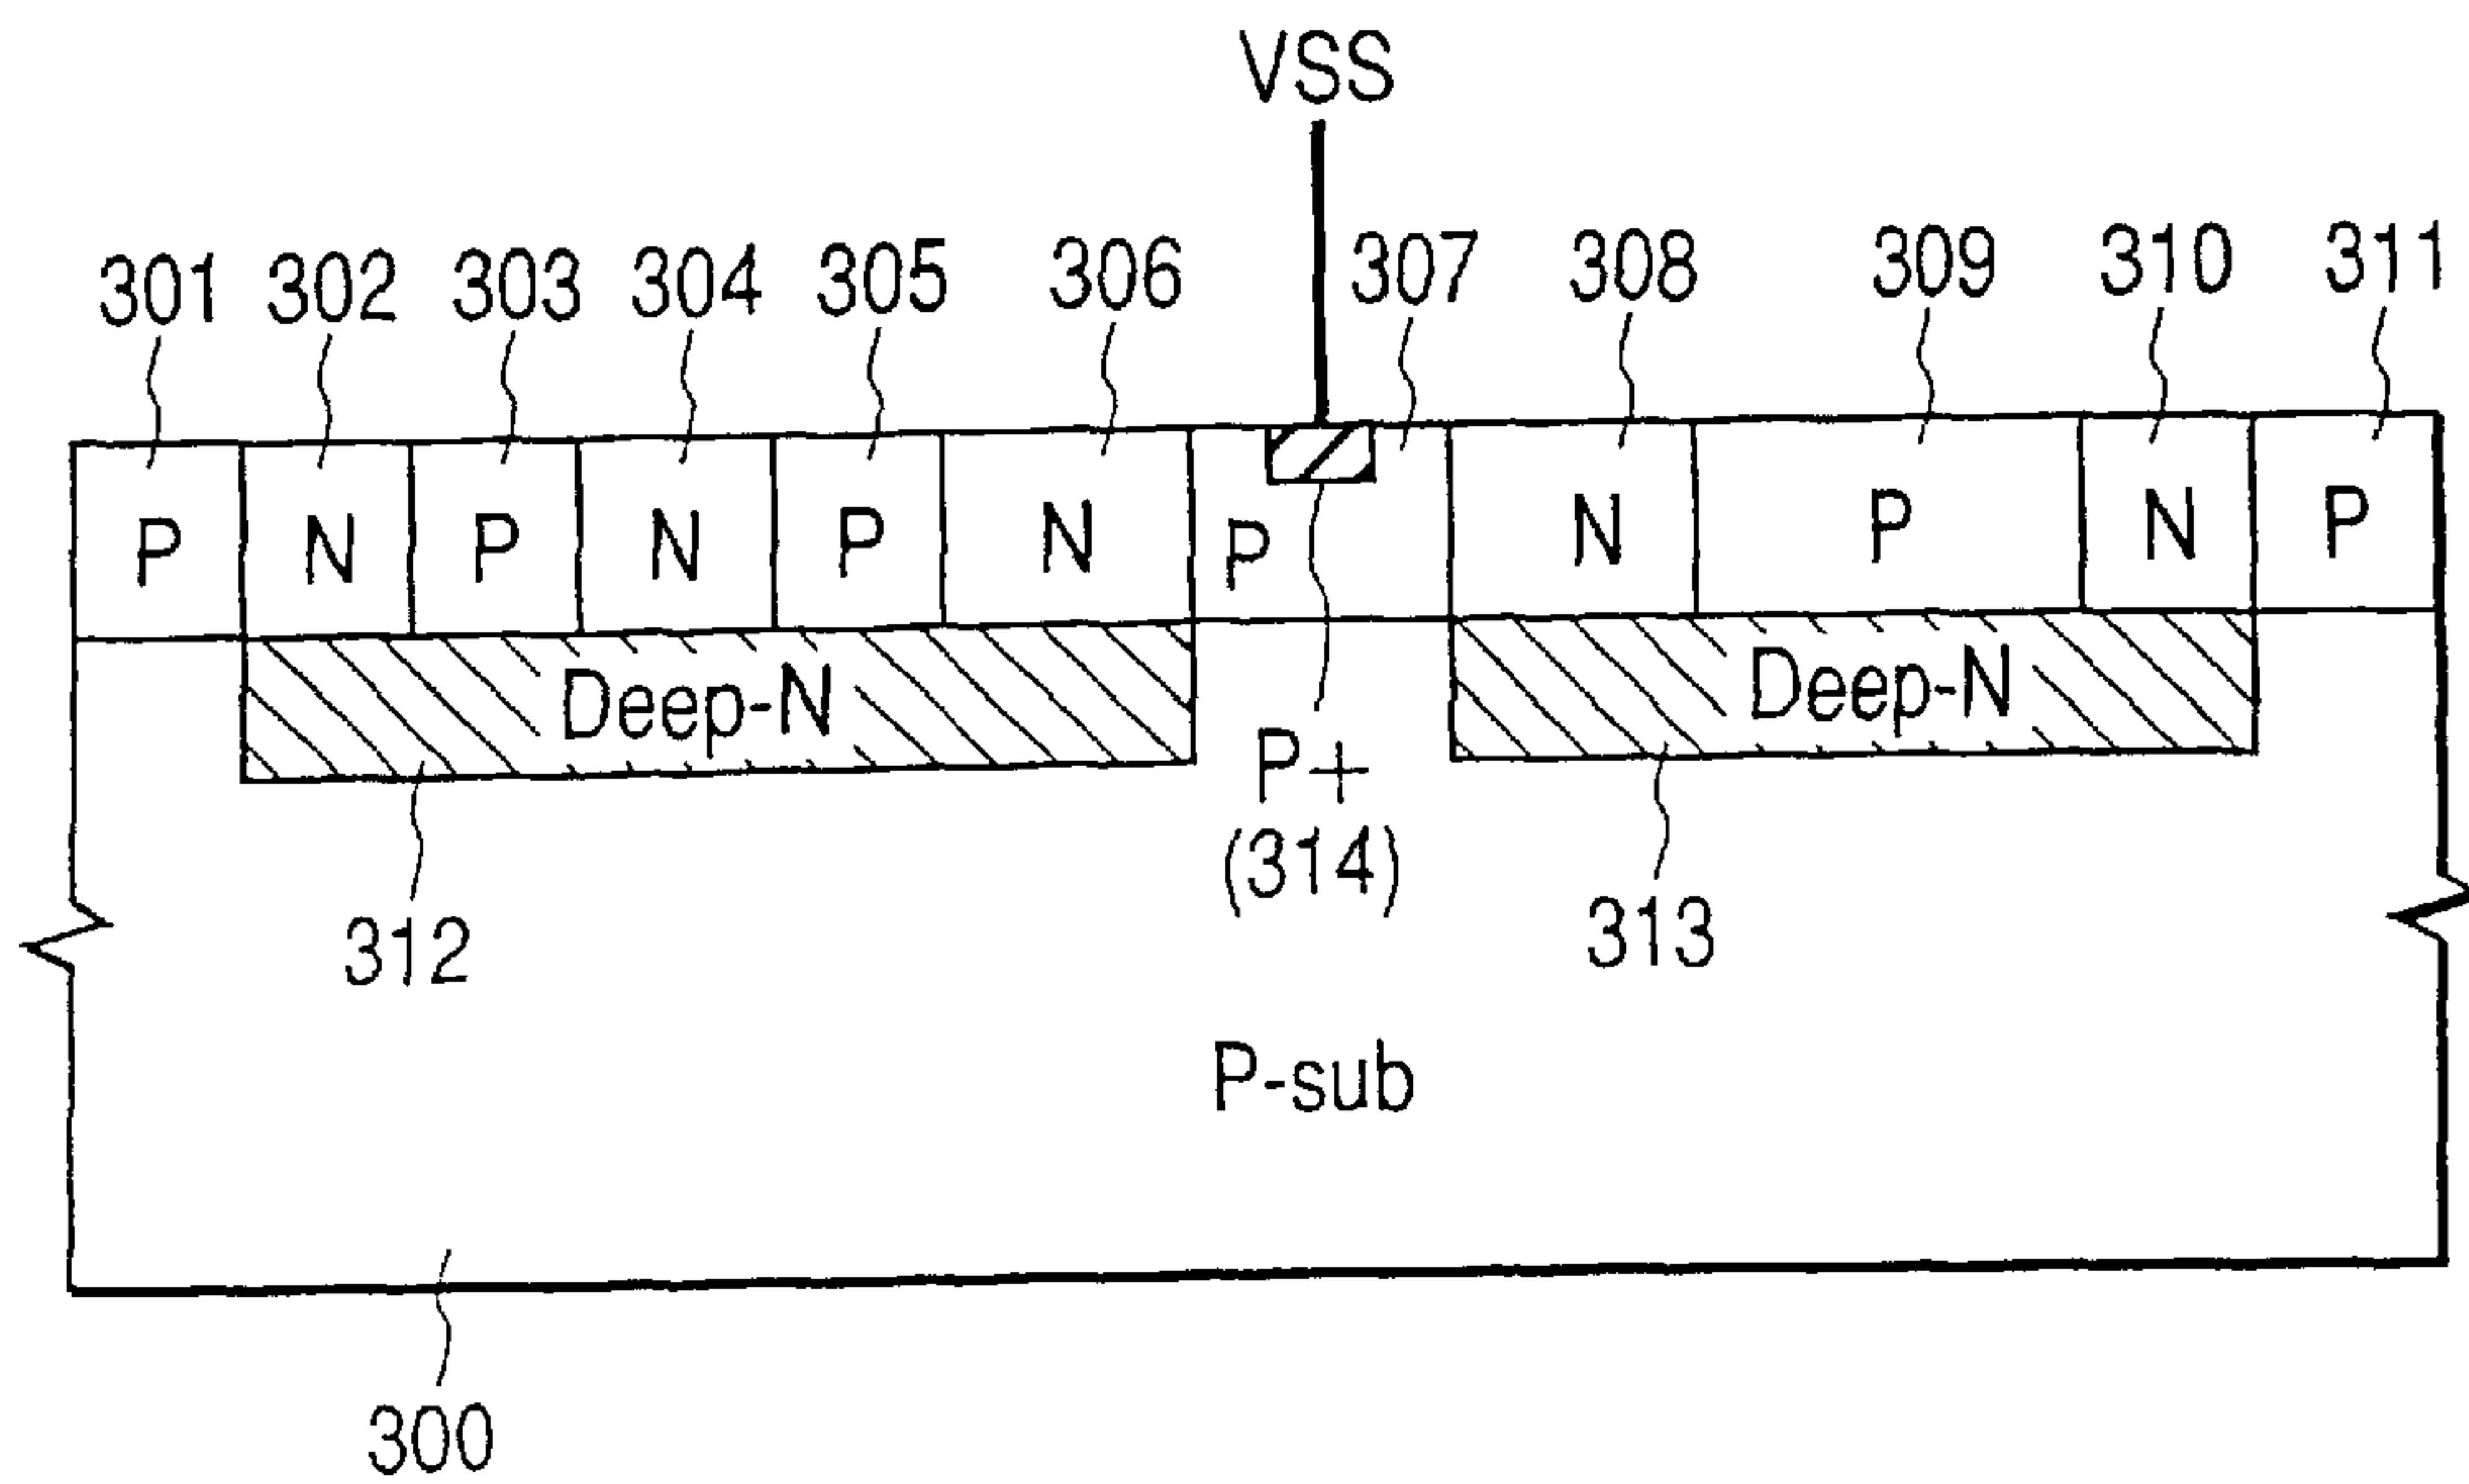 VSS
301 302 303 304 305 306 307 308 309 310 311
P N P N P N P N P N P
Deep-N Deep-N
P+
(314)
312 313
P-sub
300